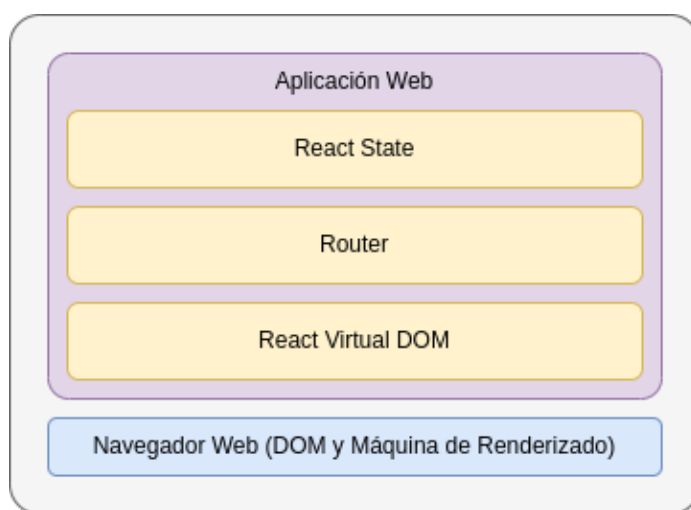 Aplicación Web
React State
Router
React Virtual DOM
Navegador Web (DOM y Máquina de Renderizado)